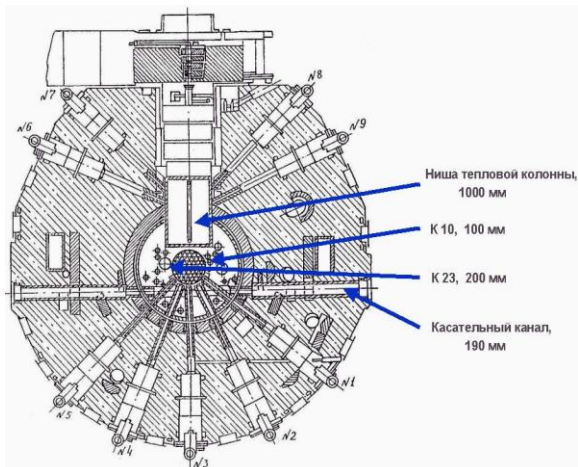 N7
N8
N6
N9
Ниша тепловой колонны,
1000 мм
К 10, 100 мм
К 23, 200 мм
Касательный канал,
190 мм
N1
N5
N4
N2
N3